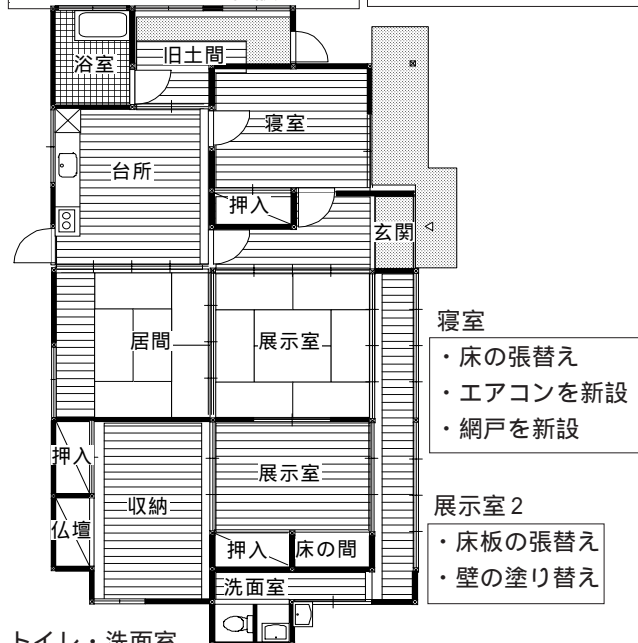 浴室
旧土間
寝室
台所
押入
玄関
居間
展示室
寝室
・床の張替え
・エアコンを新設
・網戸を新設
押入
展示室
収納
仏壇
押入
床の間
展示室2
・床板の張替え
・壁の塗り替え
洗面室
トイレ・洗面室